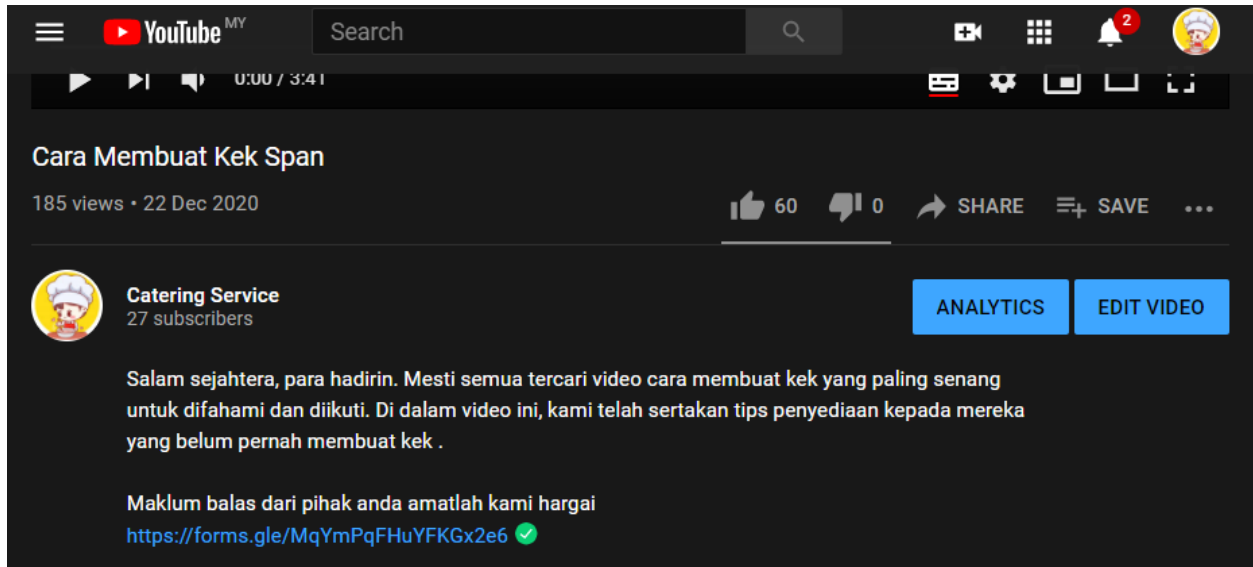 YouTube MY
Search
2
0:00 / 3:41
Cara Membuat Kek Span
185 views • 22 Dec 2020
60
0
SHARE
SAVE
Catering Service
27 subscribers
ANALYTICS
EDIT VIDEO
Salam sejahtera, para hadirin. Mesti semua tercari video cara membuat kek yang paling senang
untuk difahami dan diikuti. Di dalam video ini, kami telah sertakan tips penyediaan kepada mereka
yang belum pernah membuat kek .
Maklum balas dari pihak anda amatlah kami hargai
https://forms.gle/MqYmPqFHuYFKGx2e6